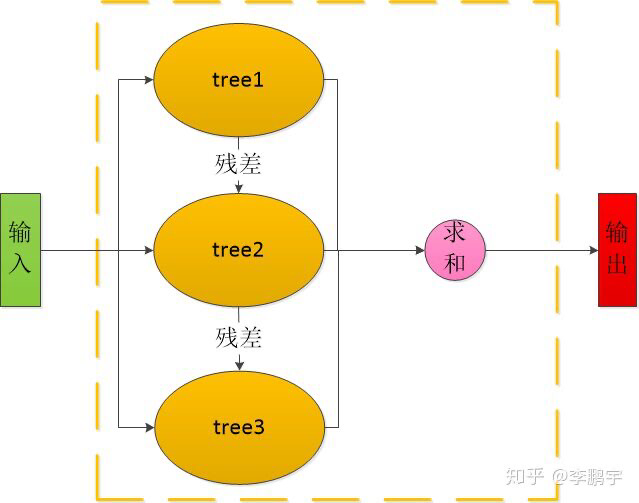 tree1
残差
输入
tree2
求和
输出
残差
tree3
知乎 @李鹏宇